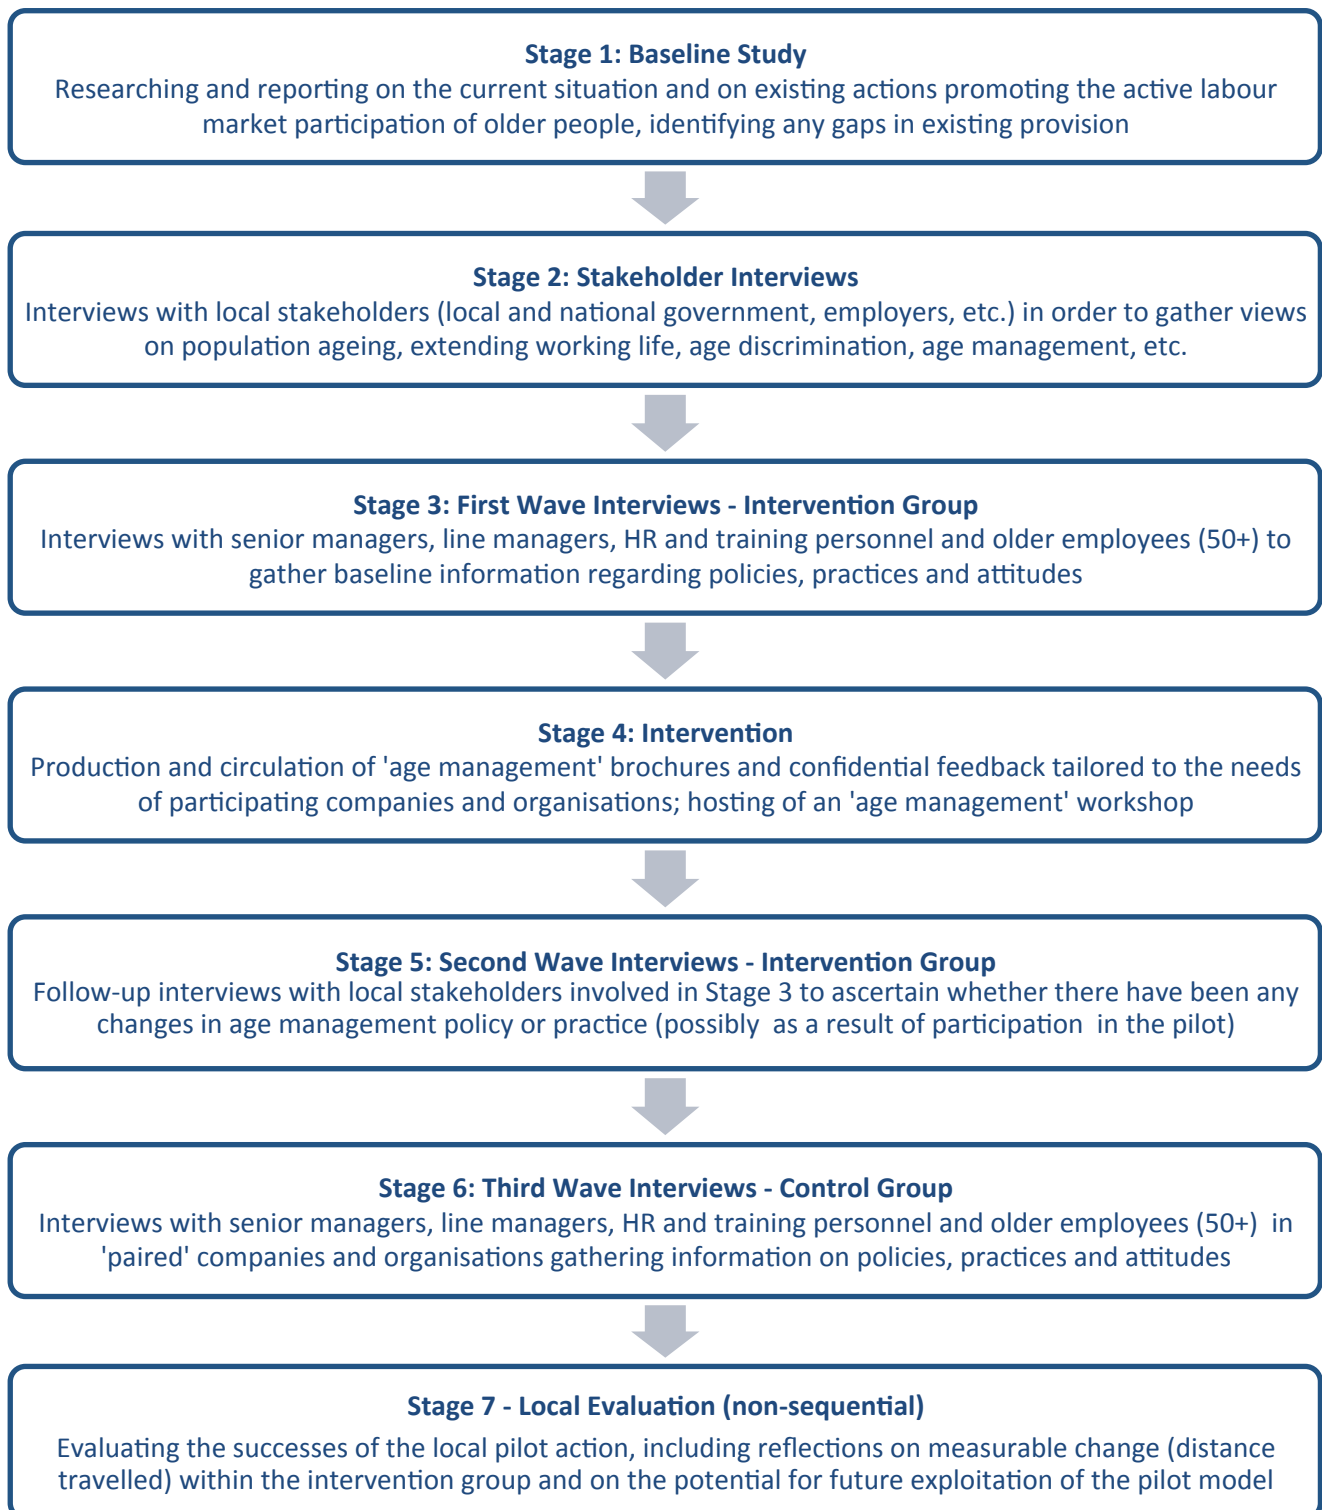 Stage 1: Baseline Study
Researching and reporting on the current situation and on existing actions promoting the active labour
market participation of older people, identifying any gaps in existing provision
Stage 2: Stakeholder Interviews
Interviews with local stakeholders (local and national government, employers, etc.) in order to gather views
on population ageing, extending working life, age discrimination, age management, etc.
Stage 3: First Wave Interviews - Intervention Group
Interviews with senior managers, line managers, HR and training personnel and older employees (50+) to
gather baseline information regarding policies, practices and attitudes
Stage 4: Intervention
Production and circulation of 'age management' brochures and confidential feedback tailored to the needs
of participating companies and organisations; hosting of an 'age management' workshop
Stage 5: Second Wave Interviews - Intervention Group
Follow-up interviews with local stakeholders involved in Stage 3 to ascertain whether there have been any
changes in age management policy or practice (possibly as a result of participation in the pilot)
Stage 6: Third Wave Interviews - Control Group
Interviews with senior managers, line managers, HR and training personnel and older employees (50+) in
'paired' companies and organisations gathering information on policies, practices and attitudes
Stage 7 - Local Evaluation (non-sequential)
Evaluating the successes of the local pilot action, including reflections on measurable change (distance
travelled) within the intervention group and on the potential for future exploitation of the pilot model